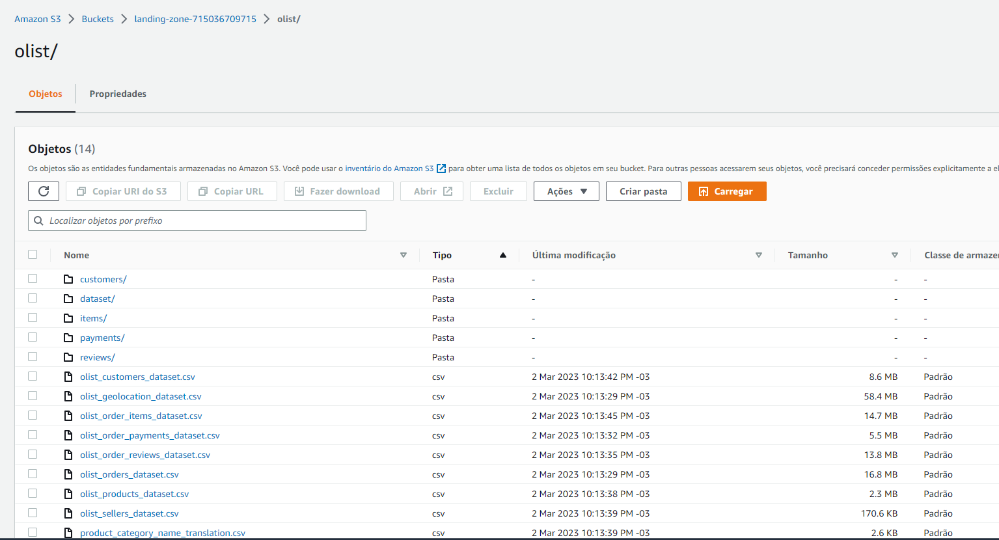 Amazon S3 > Buckets > landing-zone-715036709715 > olist/
olist/
Objetos Propriedades
Objetos (14)
Os objetos são as entidades fundamentais armazenadas no Amazon S3. Você pode usar o inventário do Amazon S3 para obter uma lista de todos os objetos em seu bucket. Para outras pessoas acessarem seus objetos, você precisará conceder permissões explicitamente a
Copiar URI do S3 Copiar URL Fazer download Abrir Excluir Ações Criar pasta Carregar
Localizar objetos por prefixo
Nome Tipo Última modificação Tamanho Classe de
customers/ Pasta - - -
dataset/ Pasta - - -
items/ Pasta - - -
payments/ Pasta - - -
reviews/ Pasta - - -
olist_customers_dataset.csv csv 2 Mar 2023 10:13:42 PM -03 8.6 MB Padrão
olist_geolocation_dataset.csv csv 2 Mar 2023 10:13:29 PM -03 58.4 MB Padrão
olist_order_items_dataset.csv csv 2 Mar 2023 10:13:45 PM -03 14.7 MB Padrão
olist_order_payments_dataset.csv csv 2 Mar 2023 10:13:32 PM -03 5.5 MB Padrão
olist_order_reviews_dataset.csv csv 2 Mar 2023 10:13:35 PM -03 13.8 MB Padrão
olist_orders_dataset.csv csv 2 Mar 2023 10:13:29 PM -03 16.8 MB Padrão
olist_products_dataset.csv csv 2 Mar 2023 10:13:38 PM -03 2.3 MB Padrão
olist_sellers_dataset.csv csv 2 Mar 2023 10:13:39 PM -03 170.6 KB Padrão
product_category_name_translation.csv csv 2 Mar 2023 10:13:39 PM -03 2.6 KB Padrão